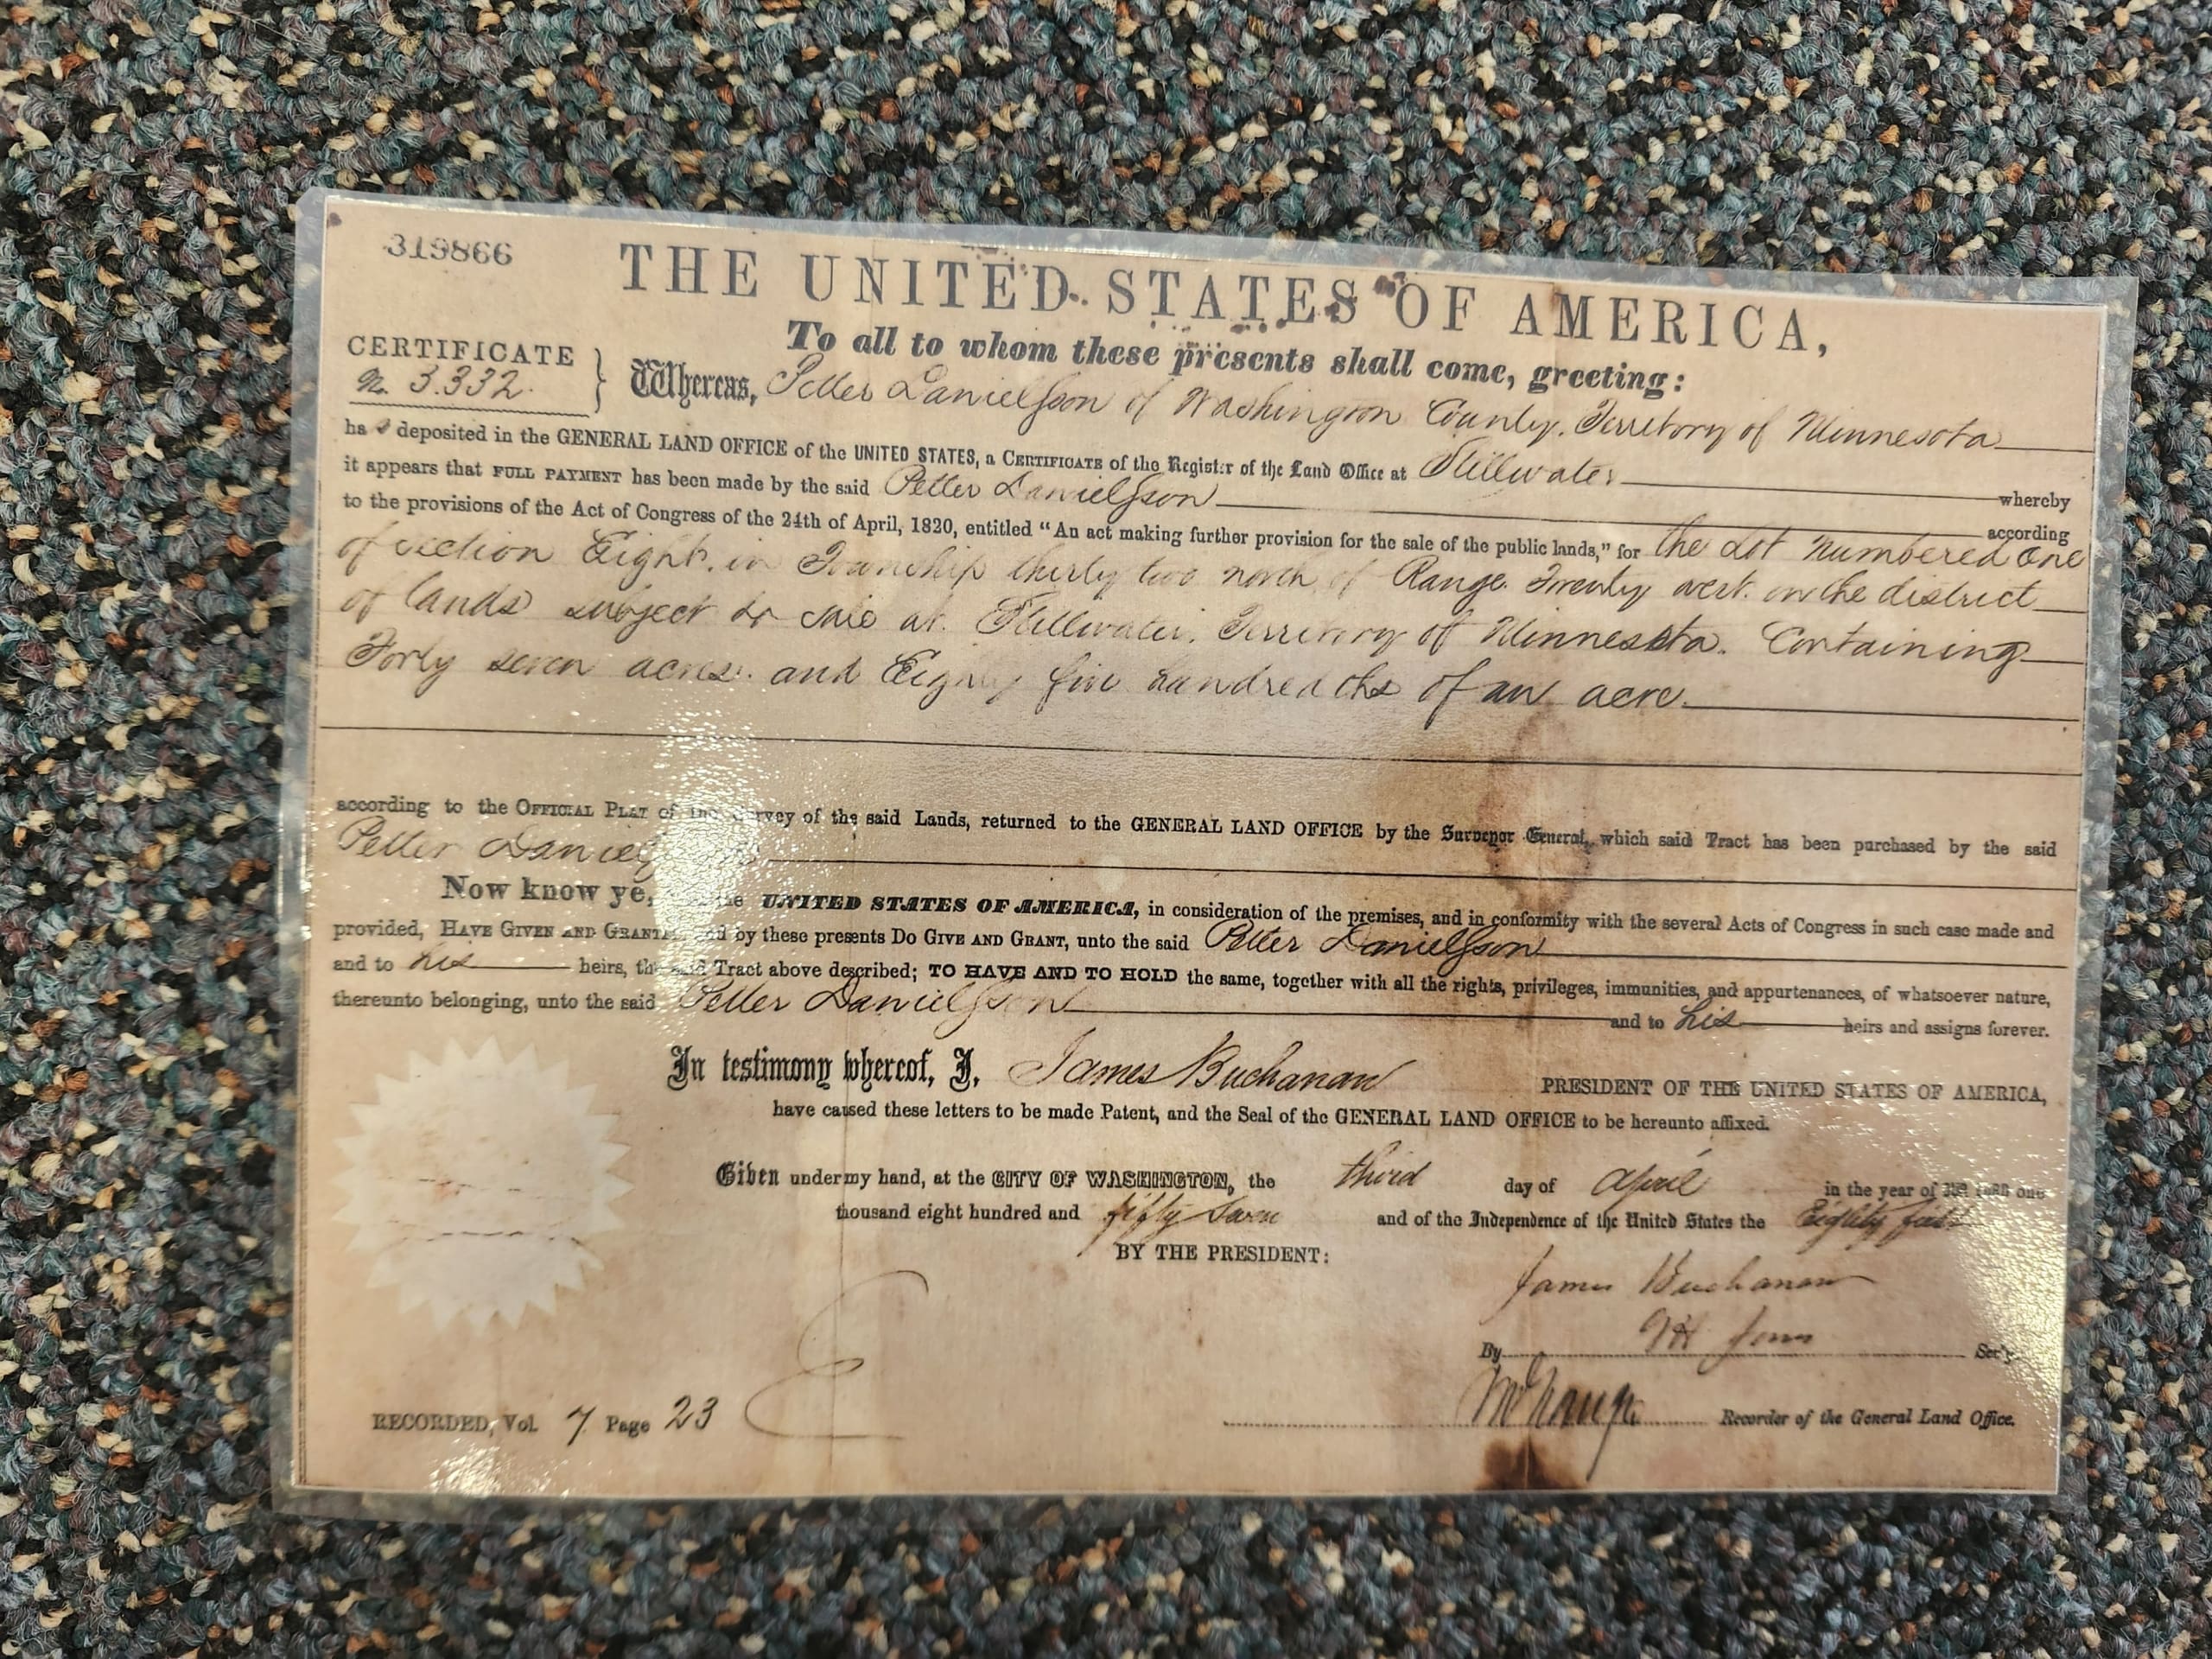 319866
THE UNITED STATES OF AMERICA,
To all to whom these presents shall come, greeting:
CERTIFICATE
No. 3.332.
Whereas, Petter Danielsson of Washington County, Territory of Minnesota
has deposited in the GENERAL LAND OFFICE of the UNITED STATES, a CERTIFICATE of the Register of the Land Office at Stillwater whereby
it appears that FULL PAYMENT has been made by the said Petter Danielsson according
to the provisions of the Act of Congress of the 24th of April, 1820, entitled "An act making further provision for the sale of the public lands," for the Lot numbered One
of section Eight, in Township thirty two north of Range Twenty west in the district
of lands subject to sale at Stillwater, Territory of Minnesota. Containing
Forty seven acres. and Eighty five hundredths of an acre.
according to the OFFICIAL PLAT of the Survey of the said Lands, returned to the GENERAL LAND OFFICE by the Surveyor General, which said Tract has been purchased by the said
Petter Danielsson
Now know ye, the UNITED STATES OF AMERICA, in consideration of the premises, and in conformity with the several Acts of Congress in such case made and
provided, HAVE GIVEN AND GRANTED, and by these presents DO GIVE AND GRANT, unto the said Petter Danielsson
and to his heirs, the said Tract above described; TO HAVE AND TO HOLD the same, together with all the rights, privileges, immunities, and appurtenances, of whatsoever nature,
thereunto belonging, unto the said Petter Danielsson and to his heirs and assigns forever.
In testimony whereof, I, James Buchanan PRESIDENT OF THE UNITED STATES OF AMERICA,
have caused these letters to be made Patent, and the Seal of the GENERAL LAND OFFICE to be hereunto affixed.
Given under my hand, at the CITY OF WASHINGTON, the third day of April in the year of our Lord one
thousand eight hundred and fifty seven and of the Independence of the United States the Eighty first
BY THE PRESIDENT:
James Buchanan
By Jones Sec'y
Recorder of the General Land Office.
RECORDED, Vol. 7 Page 23